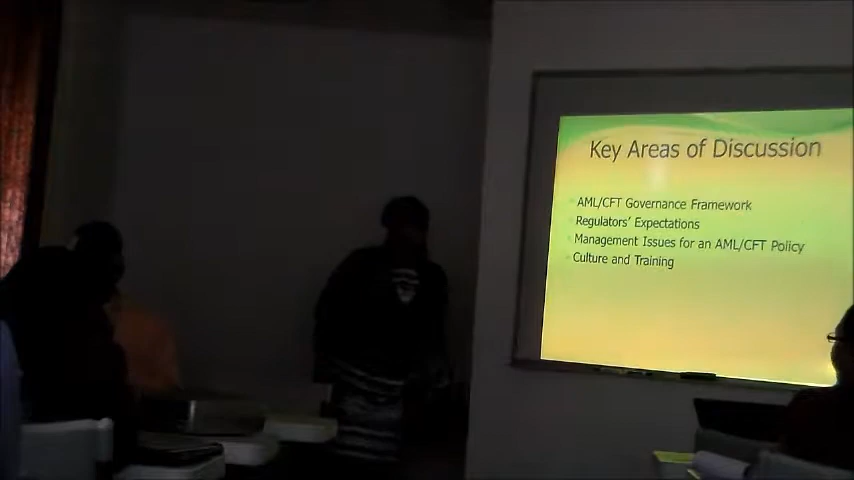 Key Areas of Discussion
AML/CFT Governance Framework
Regulators' Expectations
Management Issues for an AML/CFT Policy
Culture and Training